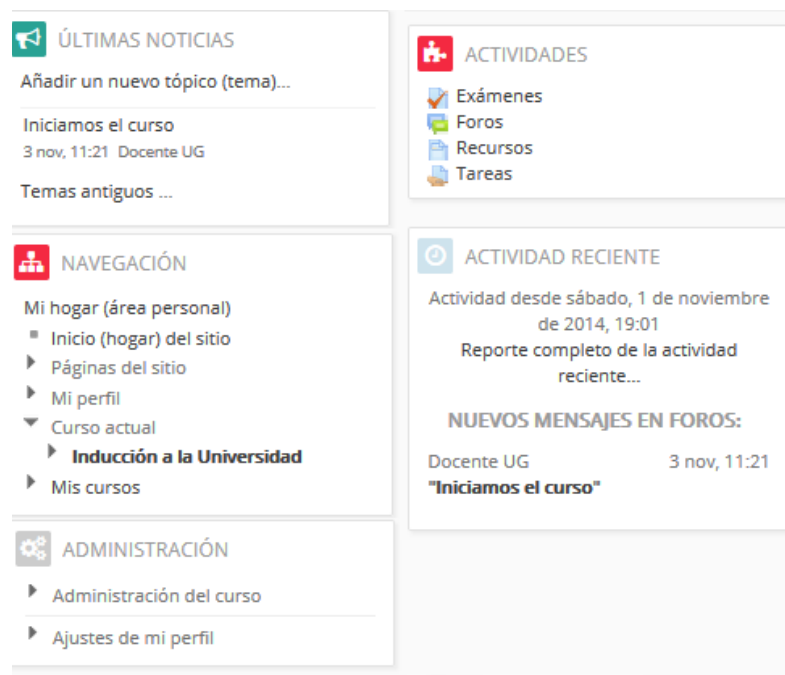 ÚLTIMAS NOTICIAS
Añadir un nuevo tópico (tema)...
Iniciamos el curso
3 nov, 11:21 Docente UG
Temas antiguos ...
NAVEGACIÓN
Mi hogar (área personal)
Inicio (hogar) del sitio
Páginas del sitio
Mi perfil
Curso actual
Inducción a la Universidad
Mis cursos
ADMINISTRACIÓN
Administración del curso
Ajustes de mi perfil
ACTIVIDADES
Exámenes
Foros
Recursos
Tareas
ACTIVIDAD RECIENTE
Actividad desde sábado, 1 de noviembre
de 2014, 19:01
Reporte completo de la actividad
reciente...
NUEVOS MENSAJES EN FOROS:
Docente UG 3 nov, 11:21
"Iniciamos el curso"